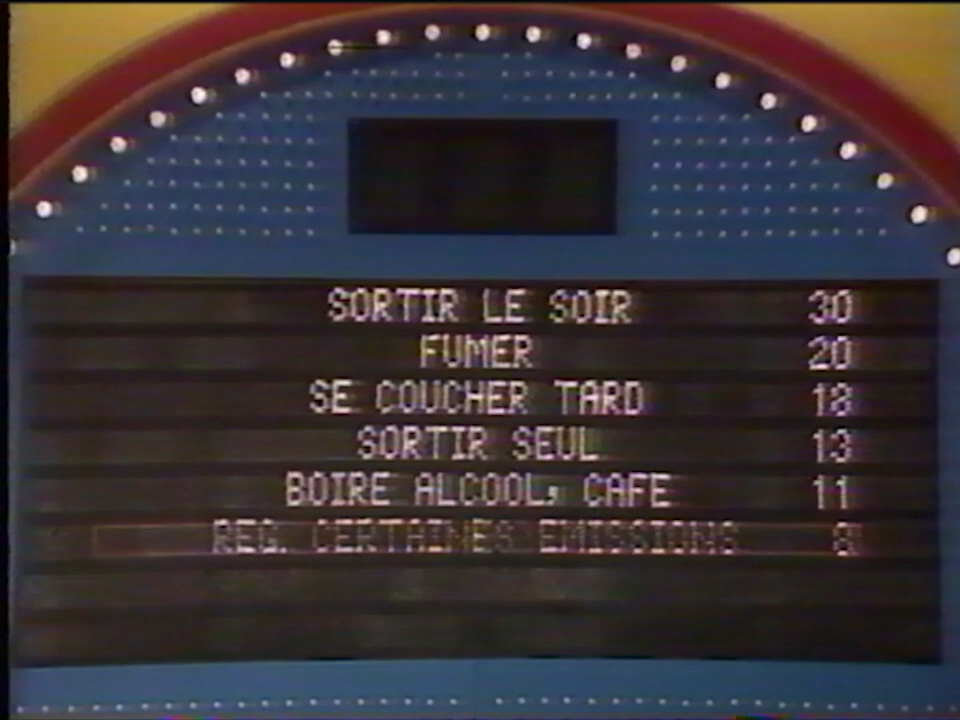 SORTIR LE SOIR 30
FUMER 20
SE COUCHER TARD 18
SORTIR SEUL 13
BOIRE ALCOOL, CAFE 11
REG. CERTAINES EMISSIONS 8